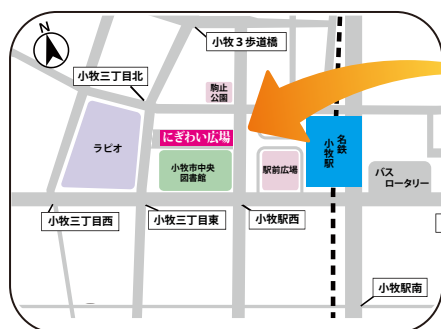 N
小牧３歩道橋
小牧三丁目北
駒止
公園
にぎわい広場
ラピオ
小牧市中央
図書館
駅前広場
名鉄
小牧駅
バス
ロータリー
小牧三丁目西
小牧三丁目東
小牧駅西
小牧駅南